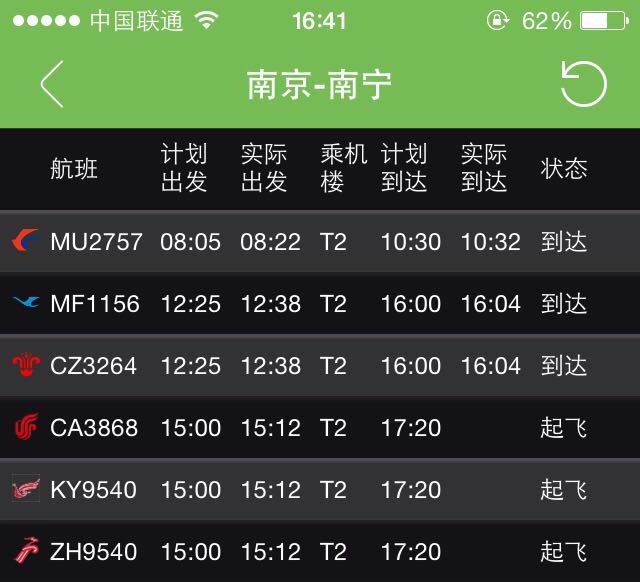 中国联通 16:41 62%
南京-南宁
航班 计划出发 实际出发 乘机楼 计划到达 实际到达 状态
MU2757 08:05 08:22 T2 10:30 10:32 到达
MF1156 12:25 12:38 T2 16:00 16:04 到达
CZ3264 12:25 12:38 T2 16:00 16:04 到达
CA3868 15:00 15:12 T2 17:20 起飞
KY9540 15:00 15:12 T2 17:20 起飞
ZH9540 15:00 15:12 T2 17:20 起飞